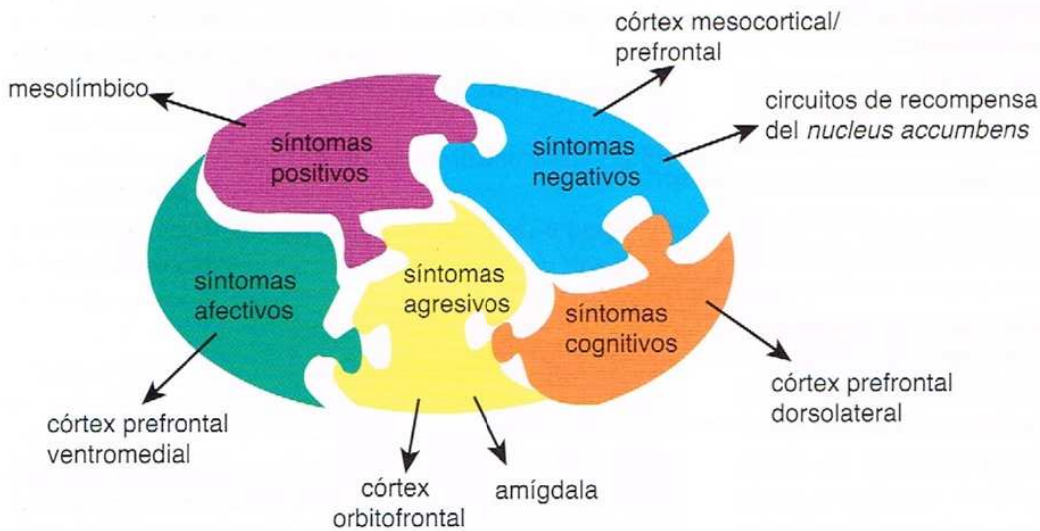 córtex mesocortical/
prefrontal
mesolímbico
circuitos de recompensa
del nucleus accumbens
síntomas
positivos
síntomas
negativos
síntomas
afectivos
síntomas
agresivos
síntomas
cognitivos
córtex prefrontal
ventromedial
córtex
orbitofrontal
amígdala
córtex prefrontal
dorsolateral